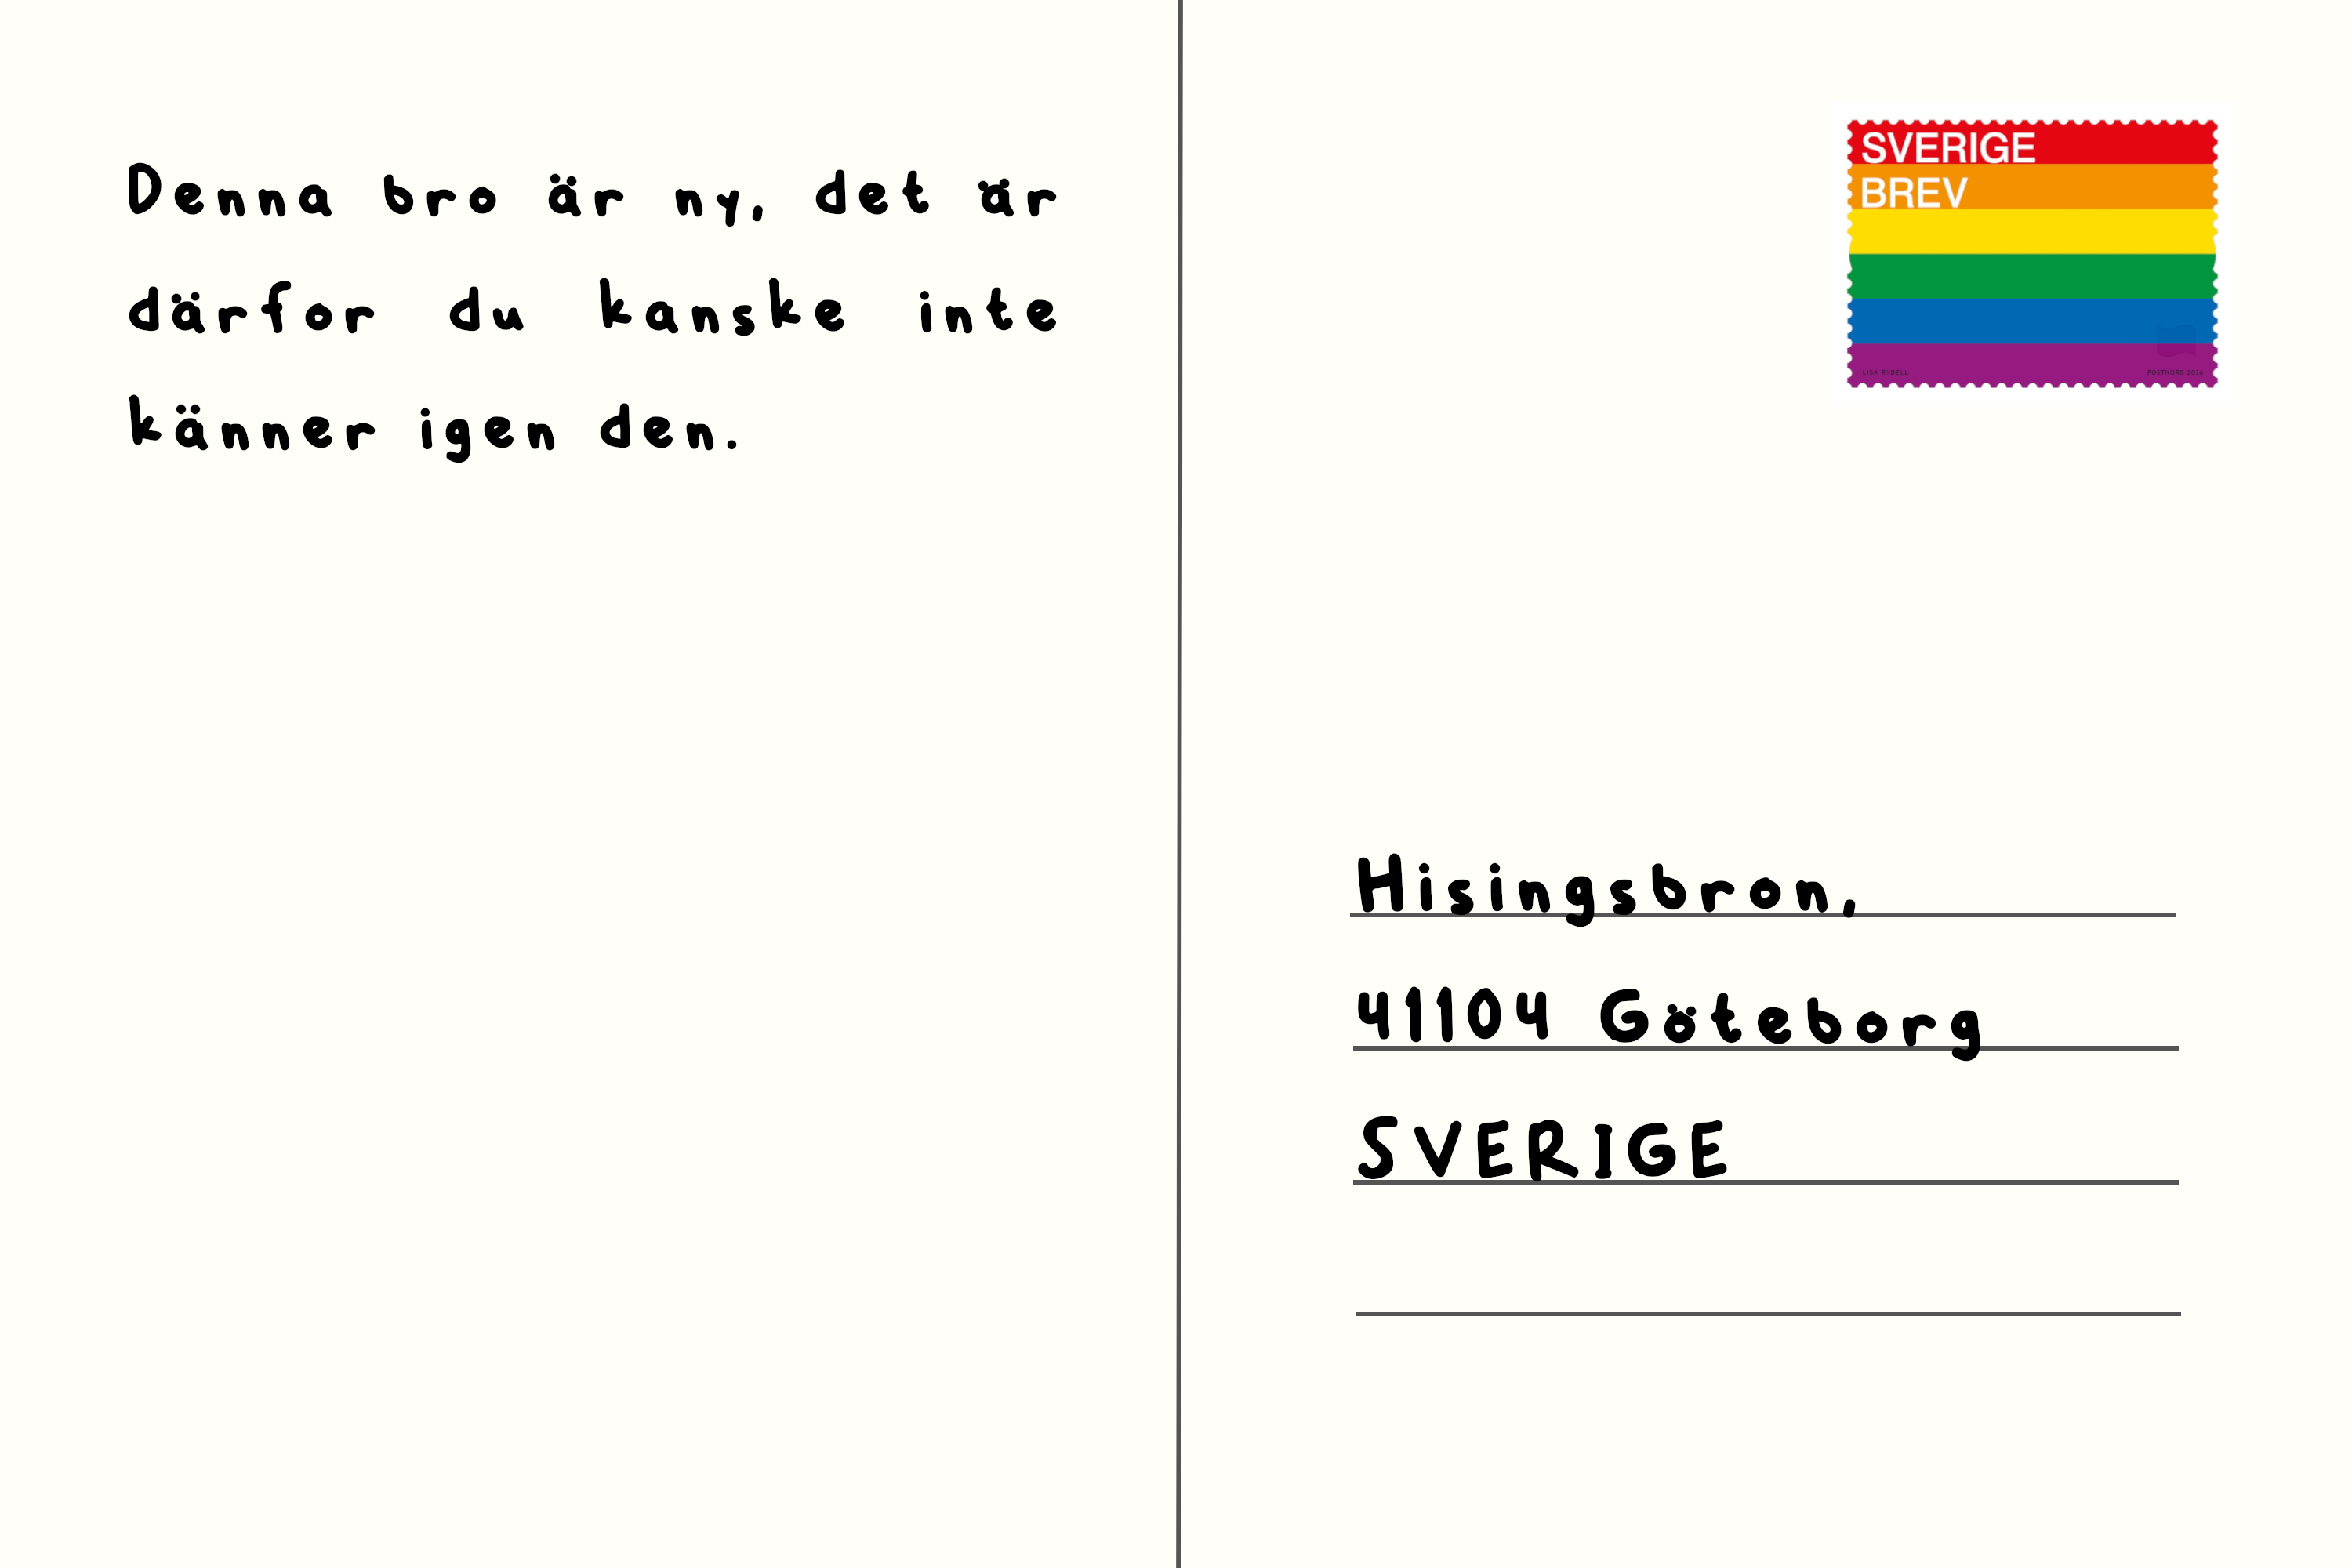 Denna bro är ny, det är
därfor du kanske inte
känner igen den.
SVERIGE
BREV
LISA RYDELL
POSTNORD 2016
Hisingsbron,
41104 Göteborg
SVERIGE